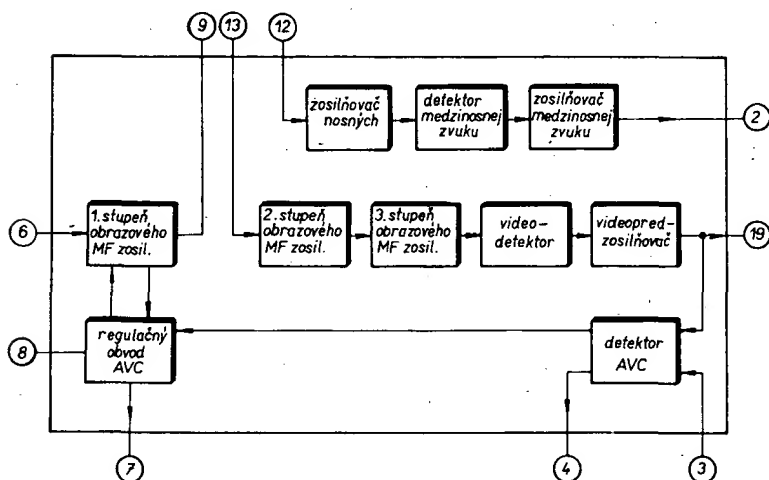 9
13
12
zosilňovač
nosných
detektor
medzinosnej
zvuku
zosilňovač
medzinosnej
zvuku
2
6
1. stupeň
obrazového
MF zosil.
2. stupeň
obrazového
MF zosil.
3. stupeň
obrazového
MF zosil.
video-
detektor
videopred-
zosilňovač
19
8
regulačný
obvod
AVC
detektor
AVC
7
4
3